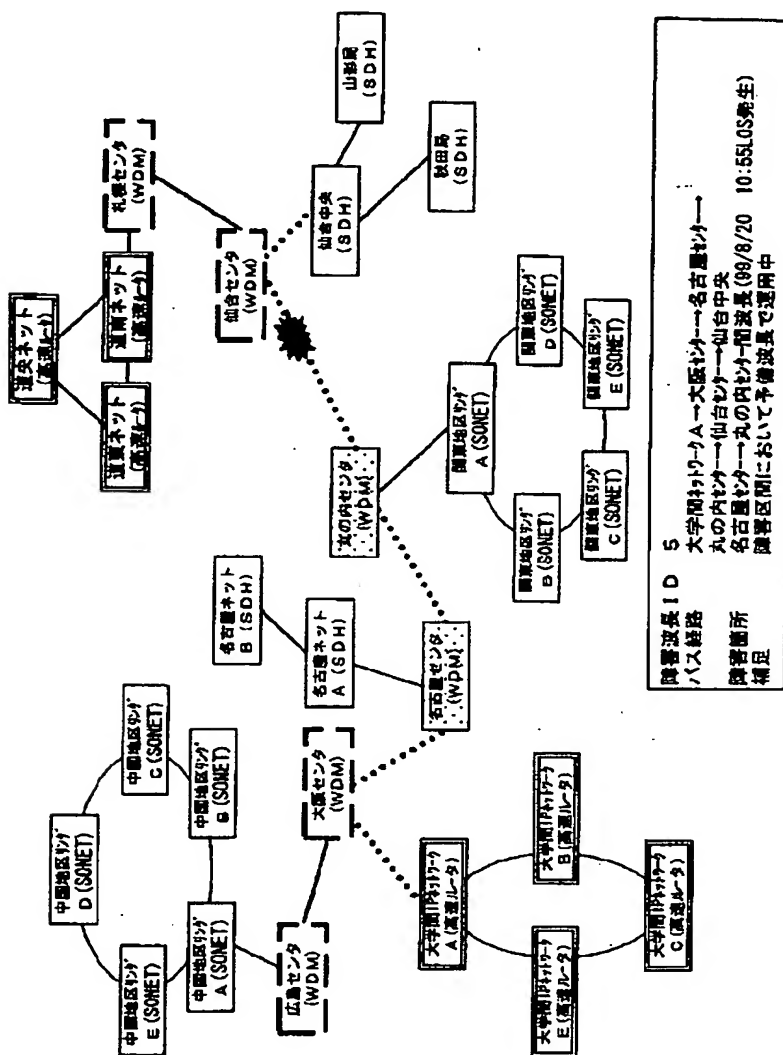 道央ネット
(高速ルータ)
道東ネット
(高速ルータ)
道南ネット
(高速ルータ)
札幌センタ
(WDM)
仙台センタ
(WDM)
仙台中央
(SDH)
山形局
(SDH)
秋田局
(SDH)
丸の内センタ
(WDM)
関東地区リング
A (SONET)
関東地区リング
B (SONET)
関東地区リング
C (SONET)
関東地区リング
D (SONET)
関東地区リング
E (SONET)
名古屋ネット
B (SDH)
名古屋ネット
A (SDH)
名古屋センタ
(WDM)
中国地区リング
D (SONET)
中国地区リング
C (SONET)
中国地区リング
E (SONET)
中国地区リング
B (SONET)
中国地区リング
A (SONET)
広島センタ
(WDM)
大阪センタ
(WDM)
大学間IPネットワーク
A (高速ルータ)
大学間IPネットワーク
B (高速ルータ)
大学間IPネットワーク
E (高速ルータ)
大学間IPネットワーク
C (高速ルータ)
障害波長ID 5
パス経路 大学間ネットワークA→大阪センタ→名古屋センタ→
丸の内センタ→仙台センタ→仙台中央
障害箇所 名古屋センタ→丸の内センタ間波長(99/8/20 10:55LOS発生)
補足 障害区間において予備波長で運用中